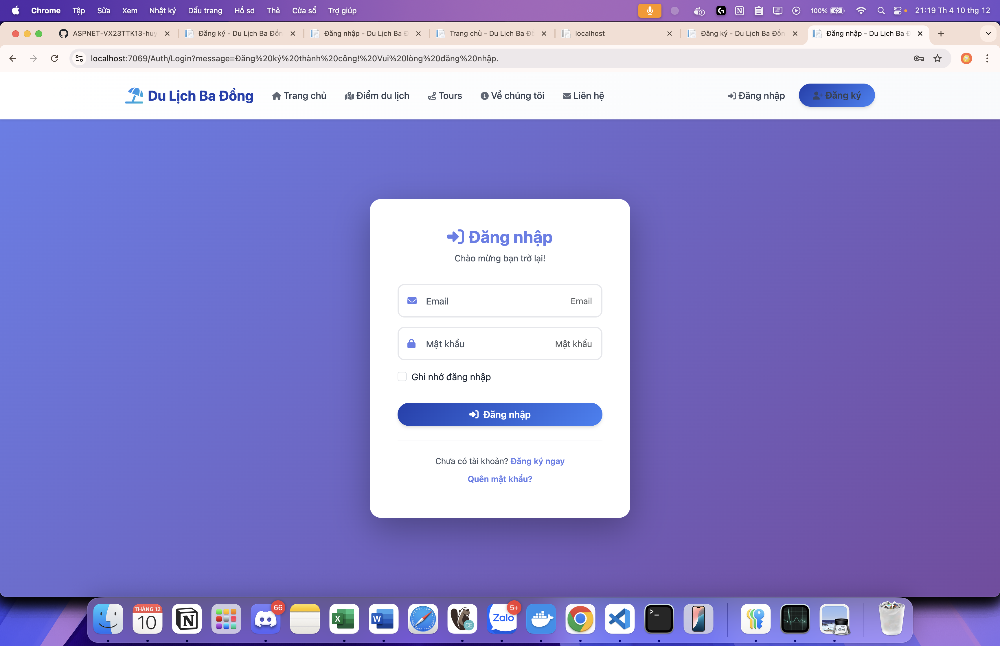 Chrome Tệp Sửa Xem Nhật ký Dấu trang Hồ sơ Thẻ Cửa sổ Trợ giúp 100% 21:19 Th 4 10 thg 12
ASPNET-VX23TTK13-huy Đăng ký - Du Lịch Ba Đồn Đăng nhập - Du Lịch Ba Đ Trang chủ - Du Lịch Ba Đồ localhost Đăng ký - Du Lịch Ba Đồn Đăng nhập - Du Lịch Ba Đ
localhost:7069/Auth/Login?message=Đăng%20ký%20thành%20công!%20Vui%20lòng%20đăng%20nhập.
Du Lịch Ba Đồng Trang chủ Điểm du lịch Tours Về chúng tôi Liên hệ Đăng nhập Đăng ký
Đăng nhập
Chào mừng bạn trở lại!
Email Email
Mật khẩu Mật khẩu
Ghi nhớ đăng nhập
Đăng nhập
Chưa có tài khoản? Đăng ký ngay
Quên mật khẩu?
THÁNG 12
10
66
5+
Zalo
CE